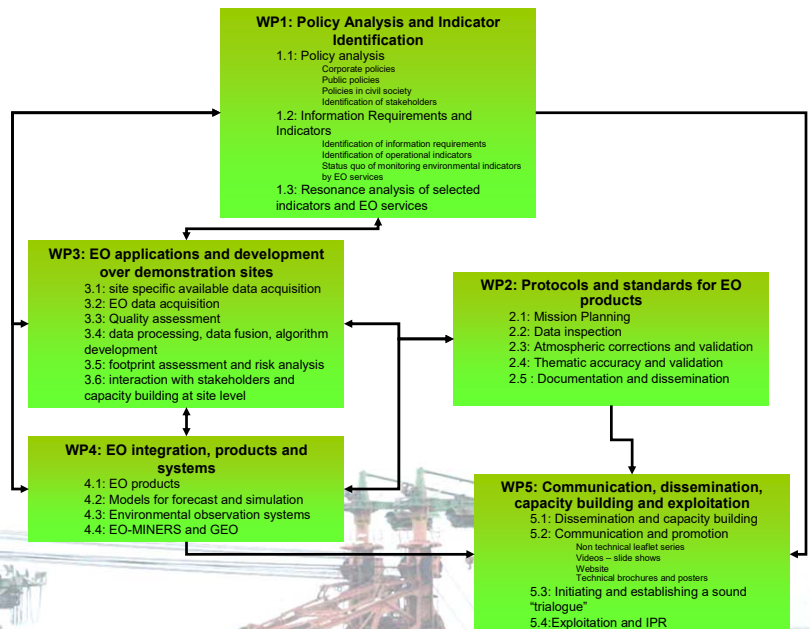 WP1: Policy Analysis and Indicator
Identification
1.1: Policy analysis
Corporate policies
Public policies
Policies in civil society
Identification of stakeholders
1.2: Information Requirements and
Indicators
Identification of information requirements
Identification of operational indicators
Status quo of monitoring environmental indicators
by EO services
1.3: Resonance analysis of selected
indicators and EO services
WP3: EO applications and development
over demonstration sites
3.1: site specific available data acquisition
3.2: EO data acquisition
3.3: Quality assessment
3.4: data processing, data fusion, algorithm
development
3.5: footprint assessment and risk analysis
3.6: interaction with stakeholders and
capacity building at site level
WP2: Protocols and standards for EO
products
2.1: Mission Planning
2.2: Data inspection
2.3: Atmospheric corrections and validation
2.4: Thematic accuracy and validation
2.5 : Documentation and dissemination
WP4: EO integration, products and
systems
4.1: EO products
4.2: Models for forecast and simulation
4.3: Environmental observation systems
4.4: EO-MINERS and GEO
WP5: Communication, dissemination,
capacity building and exploitation
5.1: Dissemination and capacity building
5.2: Communication and promotion
Non technical leaflet series
Videos – slide shows
Website
Technical brochures and posters
5.3: Initiating and establishing a sound
“trialogue”
5.4:Exploitation and IPR